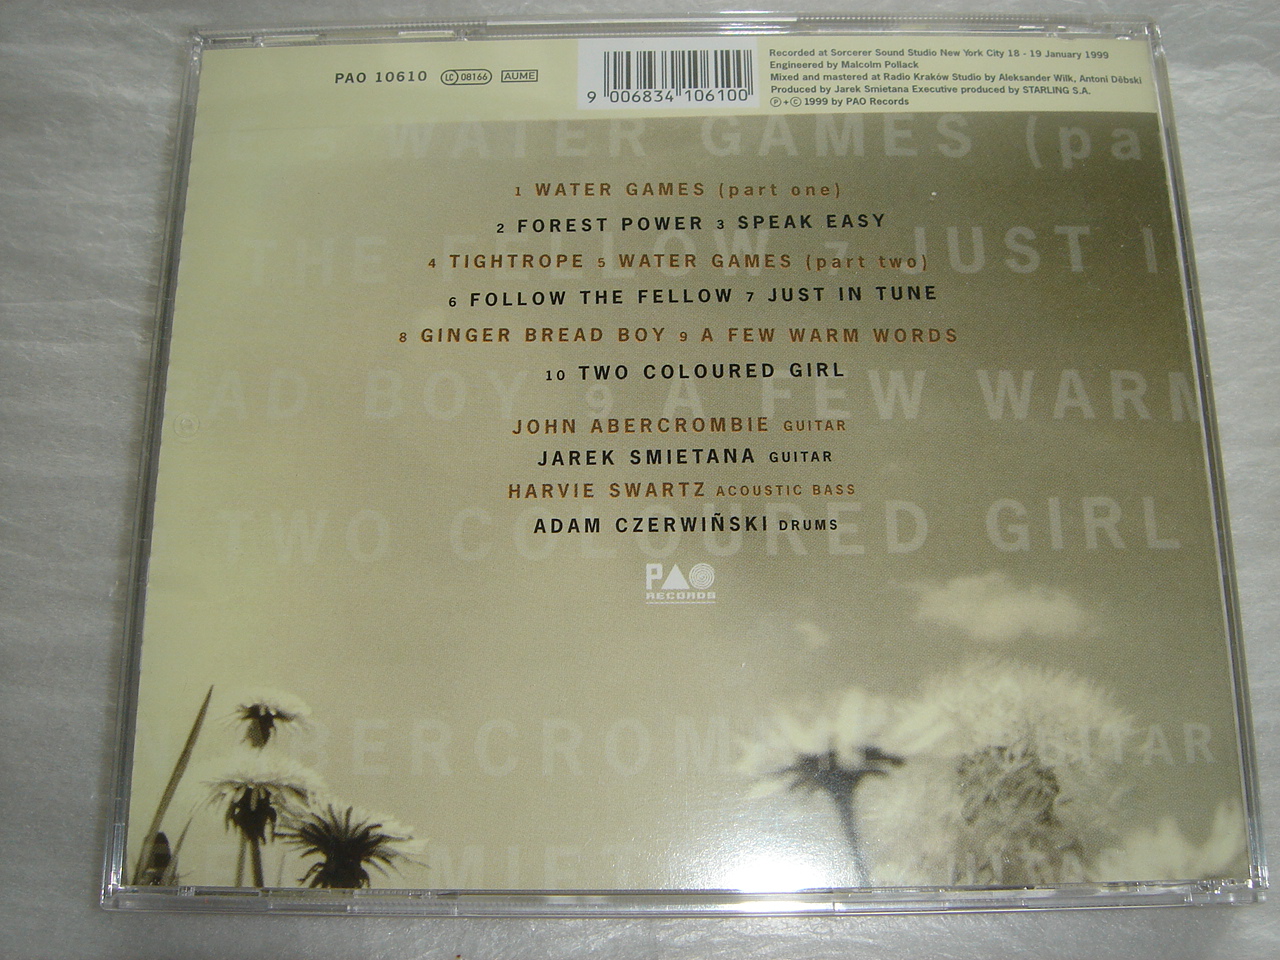 PAO 10610 LC 08166 AUME
9 006834 106100
Recorded at Sorcerer Sound Studio New York City 18 - 19 January 1999
Engineered by Malcolm Pollack
Mixed and mastered at Radio Kraków Studio by Aleksander Wilk, Antoni Dębski
Produced by Jarek Smietana Executive produced by STARLING S.A.
Ⓟ + © 1999 by PAO Records
WATER GAMES (pa
1 WATER GAMES (part one)
2 FOREST POWER 3 SPEAK EASY
THE FELLOW 7 JUST I
4 TIGHTROPE 5 WATER GAMES (part two)
6 FOLLOW THE FELLOW 7 JUST IN TUNE
8 GINGER BREAD BOY 9 A FEW WARM WORDS
10 TWO COLOURED GIRL
EAD BOY 9 A FEW WARM
JOHN ABERCROMBIE GUITAR
JAREK SMIETANA GUITAR
HARVIE SWARTZ ACOUSTIC BASS
ADAM CZERWIÑSKI DRUMS
TWO COLOURED GIRL
PAO
RECORDS
BERCROM GUITAR